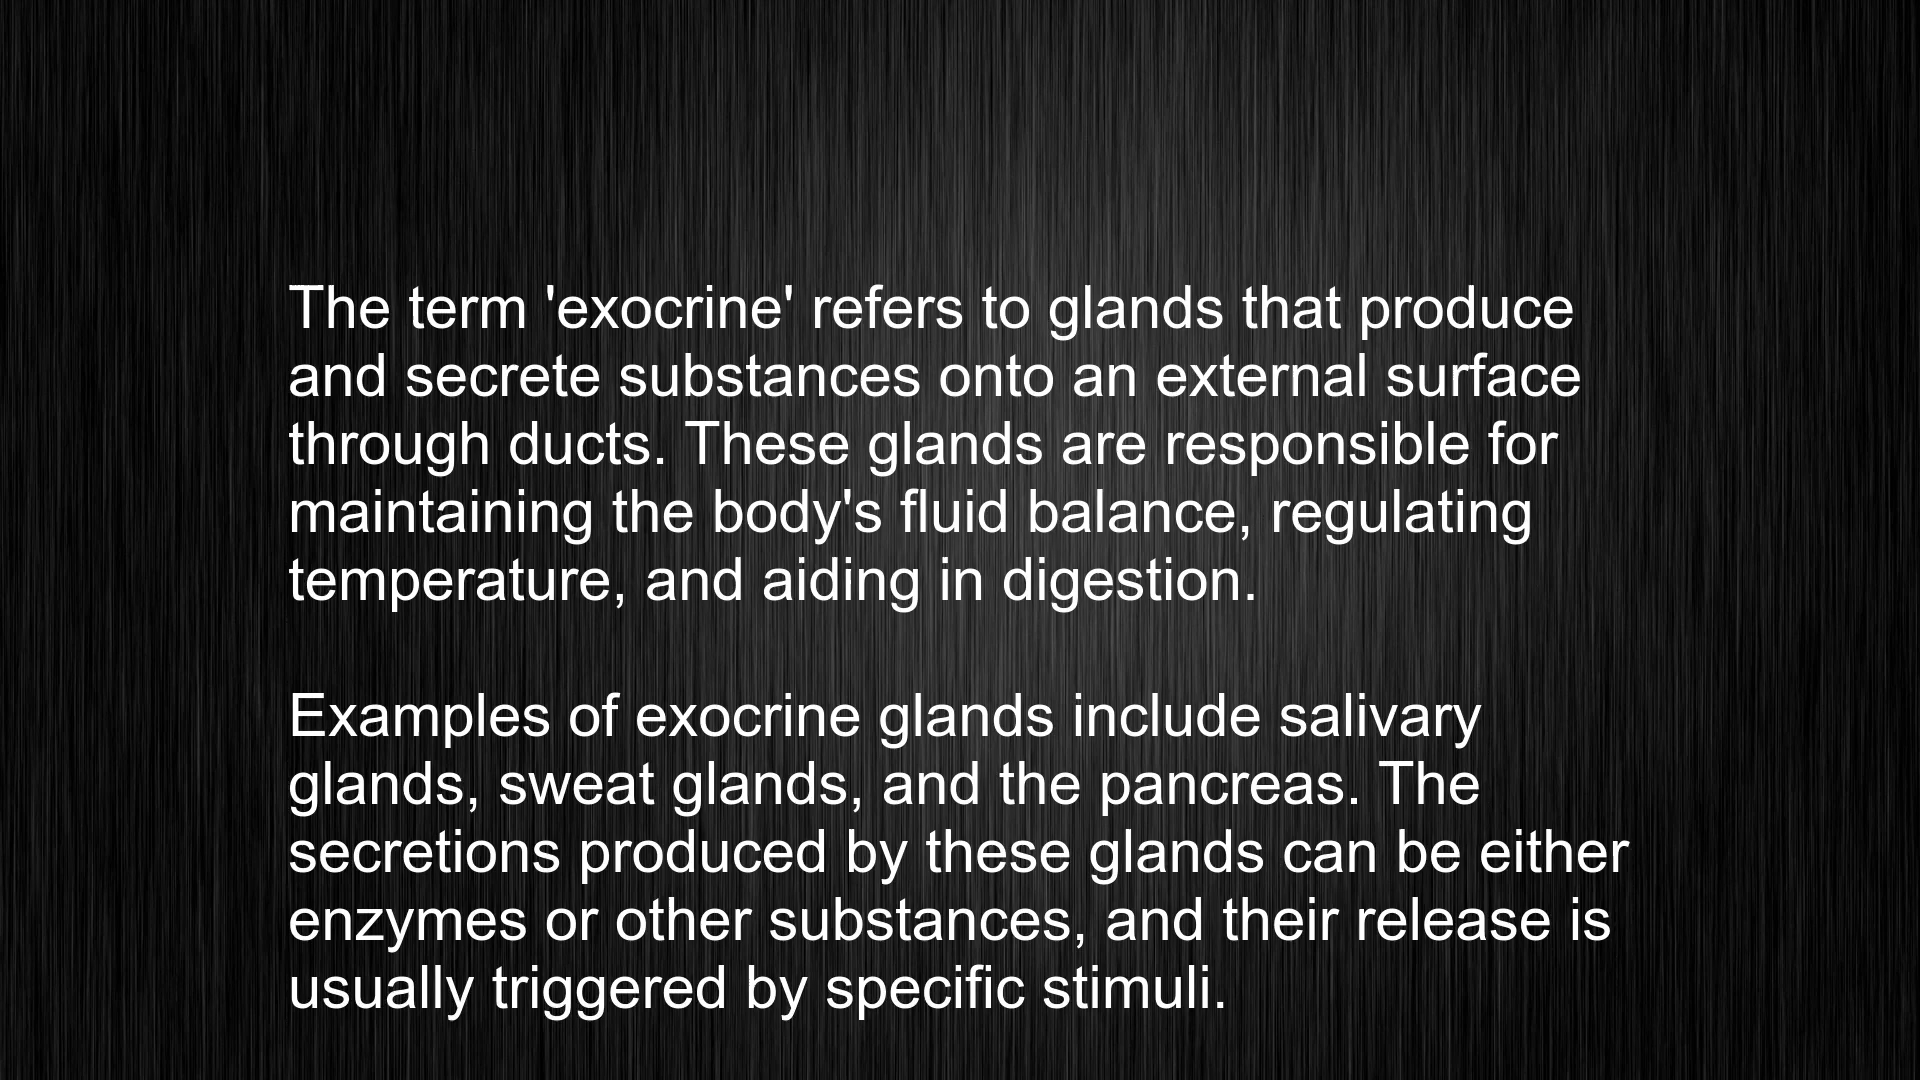 The term 'exocrine' refers to glands that produce
and secrete substances onto an external surface
through ducts. These glands are responsible for
maintaining the body's fluid balance, regulating
temperature, and aiding in digestion.
Examples of exocrine glands include salivary
glands, sweat glands, and the pancreas. The
secretions produced by these glands can be either
enzymes or other substances, and their release is
usually triggered by specific stimuli.